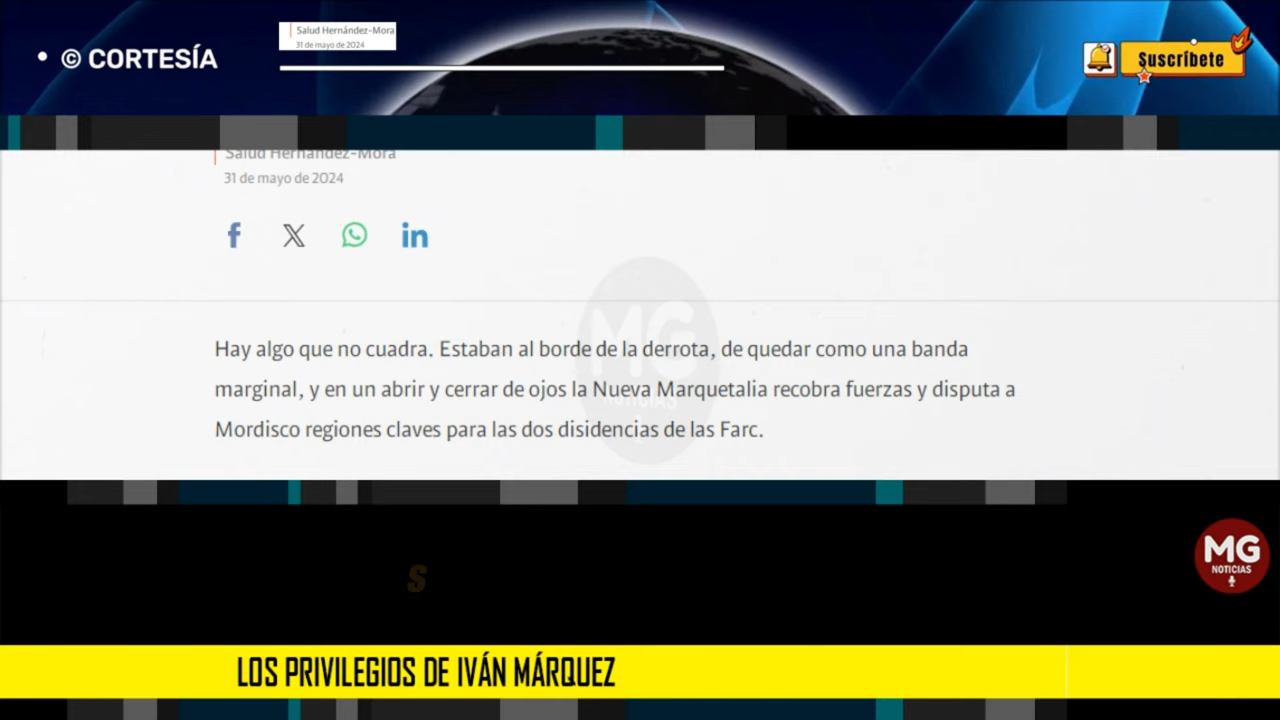 • © CORTESÍA
Salud Hernández-Mora
31 de mayo de 2024
Suscríbete
Salud Hernández-Mora
31 de mayo de 2024
Hay algo que no cuadra. Estaban al borde de la derrota, de quedar como una banda
marginal, y en un abrir y cerrar de ojos la Nueva Marquetalia recobra fuerzas y disputa a
Mordisco regiones claves para las dos disidencias de las Farc.
MG
NOTICIAS
S
MG
NOTICIAS
LOS PRIVILEGIOS DE IVÁN MÁRQUEZ